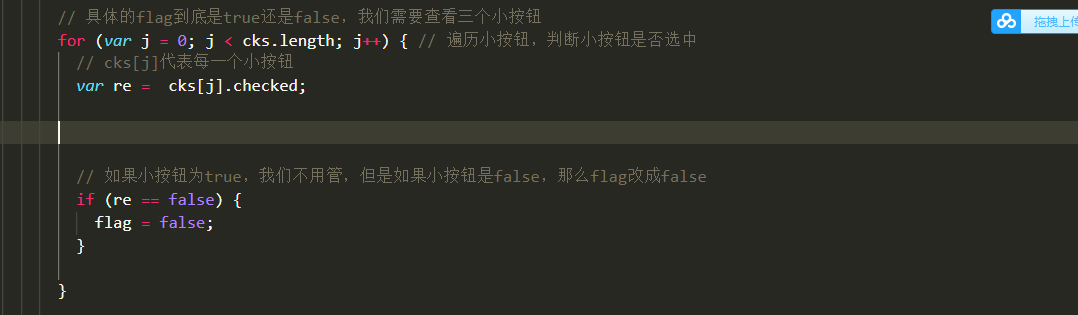 // 具体的flag到底是true还是false，我们需要查看三个小按钮
for (var j = 0; j < cks.length; j++) { // 遍历小按钮，判断小按钮是否选中
// cks[j]代表每一个小按钮
var re =  cks[j].checked;
// 如果小按钮为true，我们不用管，但是如果小按钮是false，那么flag改成false
if (re == false) {
flag = false;
}
}
拖拽上传